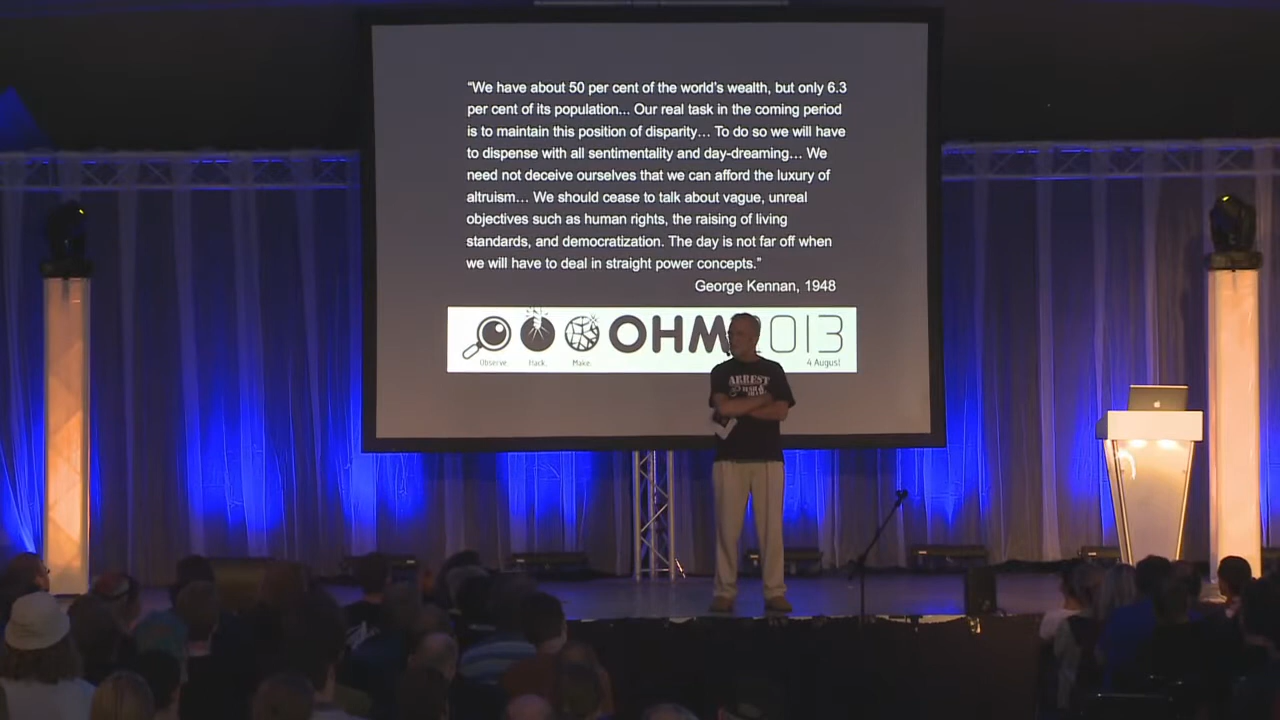 “We have about 50 per cent of the world’s wealth, but only 6.3
per cent of its population... Our real task in the coming period
is to maintain this position of disparity… To do so we will have
to dispense with all sentimentality and day-dreaming… We
need not deceive ourselves that we can afford the luxury of
altruism… We should cease to talk about vague, unreal
objectives such as human rights, the raising of living
standards, and democratization. The day is not far off when
we will have to deal in straight power concepts.”
George Kennan, 1948
OHM2013
Observe. Hack. Make.
4 August
ARREST